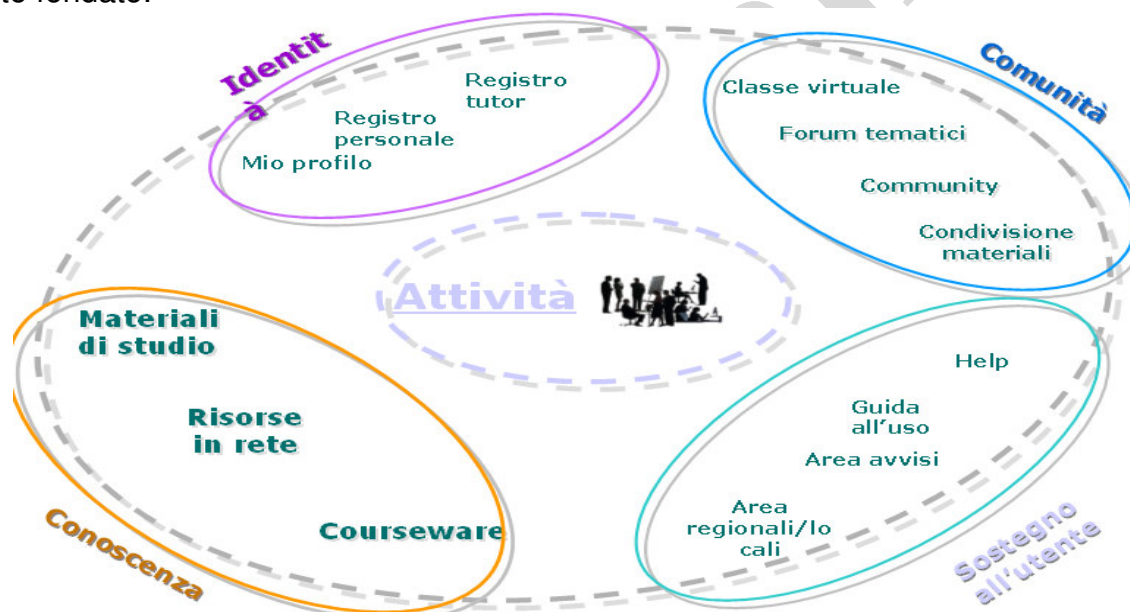 Identit
à
Registro
tutor
Registro
personale
Mio profilo
Comunità
Classe virtuale
Forum tematici
Community
Condivisione
materiali
Attività
Materiali
di studio
Risorse
in rete
Courseware
Conoscenza
Help
Guida
all'uso
Area avvisi
Area
regionali/lo
cali
Sostegno
all'utente